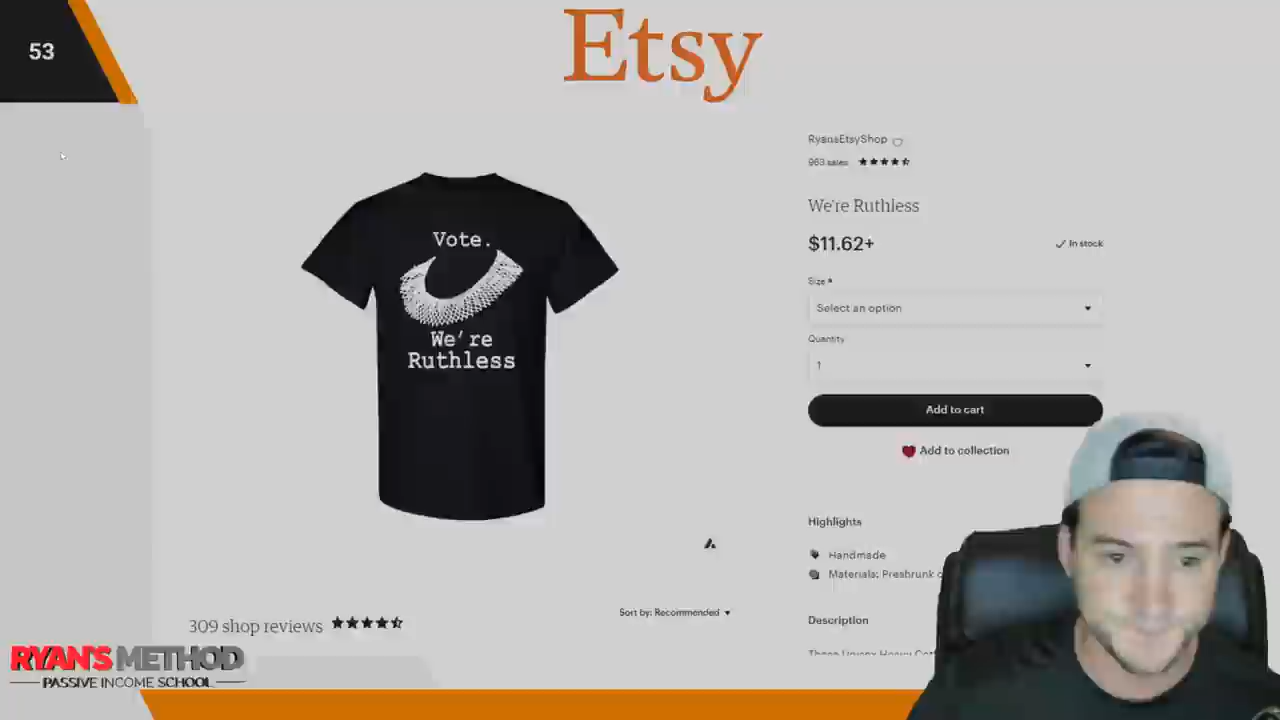 53
Etsy
RyansEtsyShop
963 sales
We're Ruthless
$11.62+
In stock
Size *
Select an option
Quantity
1
Add to cart
Add to collection
Highlights
Handmade
Materials: Preshrunk
Description
Vote.
We're
Ruthless
Sort by: Recommended
309 shop reviews
RYAN'S METHOD
PASSIVE INCOME SCHOOL